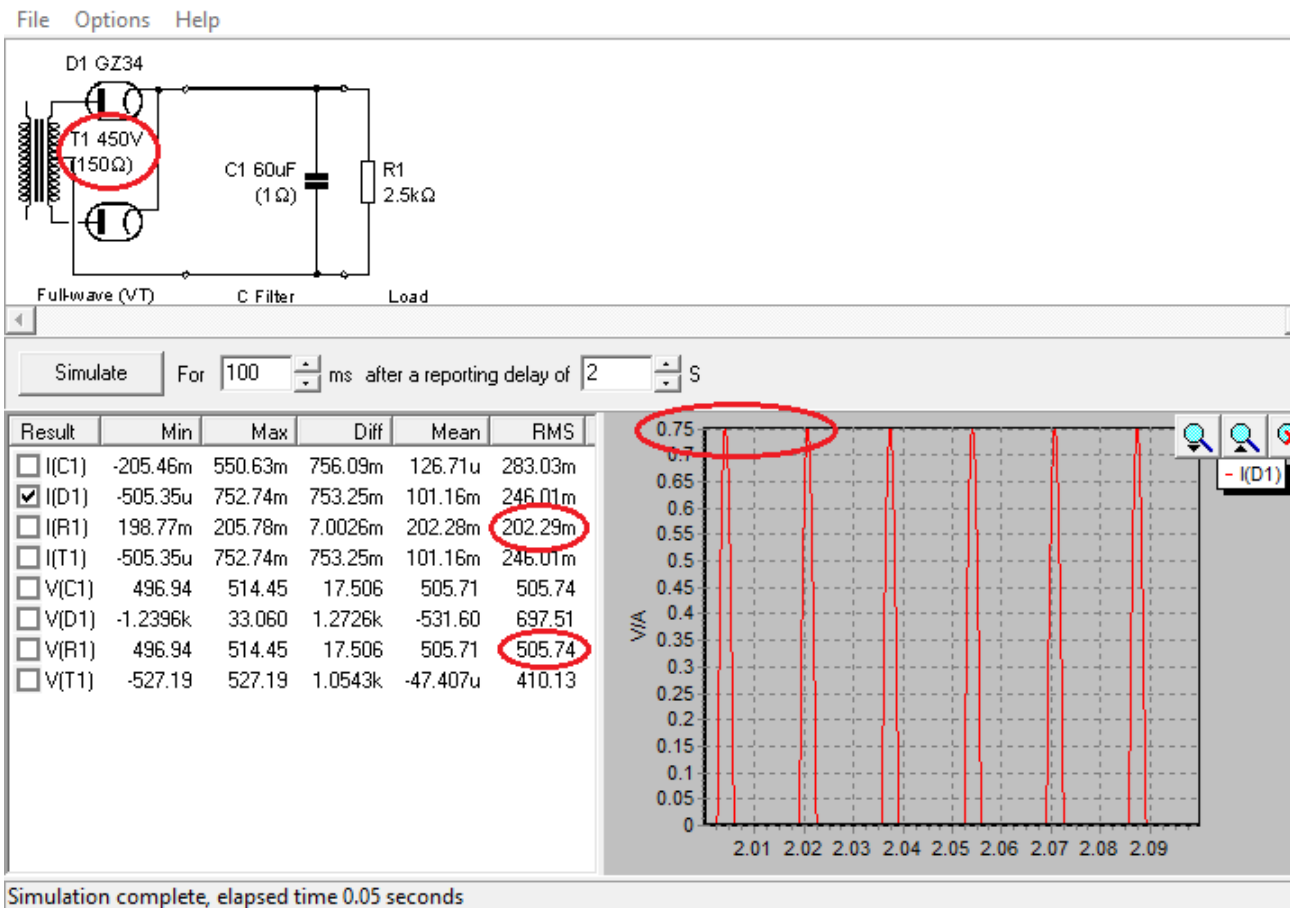 File Options Help
D1 GZ34
T1 450V
(150Ω)
C1 60uF
(1Ω)
R1
2.5kΩ
Full-wave (VT) C Filter Load
Simulate For 100 ms after a reporting delay of 2 S
Result Min Max Diff Mean RMS
I(C1) -205.46m 550.63m 756.09m 126.71u 283.03m
I(D1) -505.35u 752.74m 753.25m 101.16m 246.01m
I(R1) 198.77m 205.78m 7.0026m 202.28m 202.29m
I(T1) -505.35u 752.74m 753.25m 101.16m 246.01m
V(C1) 496.94 514.45 17.506 505.71 505.74
V(D1) -1.2396k 33.060 1.2726k -531.60 697.51
V(R1) 496.94 514.45 17.506 505.71 505.74
V(T1) -527.19 527.19 1.0543k -47.407u 410.13
0.75
0.7
0.65
0.6
0.55
0.5
0.45
0.4
0.35
0.3
0.25
0.2
0.15
0.1
0.05
0
V/A
2.01 2.02 2.03 2.04 2.05 2.06 2.07 2.08 2.09
I(D1)
Simulation complete, elapsed time 0.05 seconds